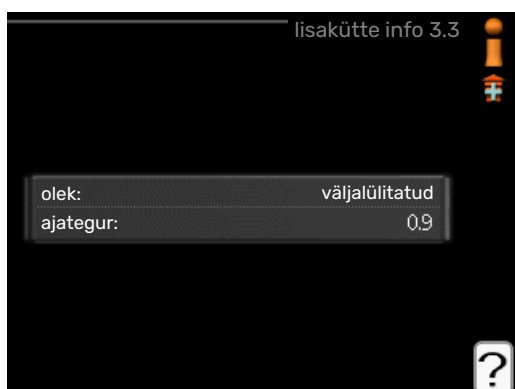 lisakütte info 3.3
olek: väljalülitatud
ajategur: 0.9
?